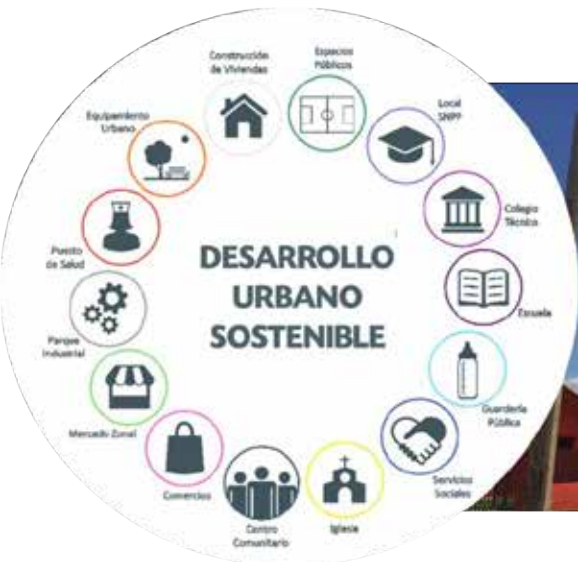 DESARROLLO
URBANO
SOSTENIBLE
Construcción
de Viviendas
Espacios
Públicos
Local
SNPP
Colegio
Técnico
Escuela
Guardería
Pública
Servicios
Sociales
Iglesia
Centro
Comunitario
Comercios
Mercado Zonal
Parque
Industrial
Puesto
de Salud
Equipamiento
Urbano